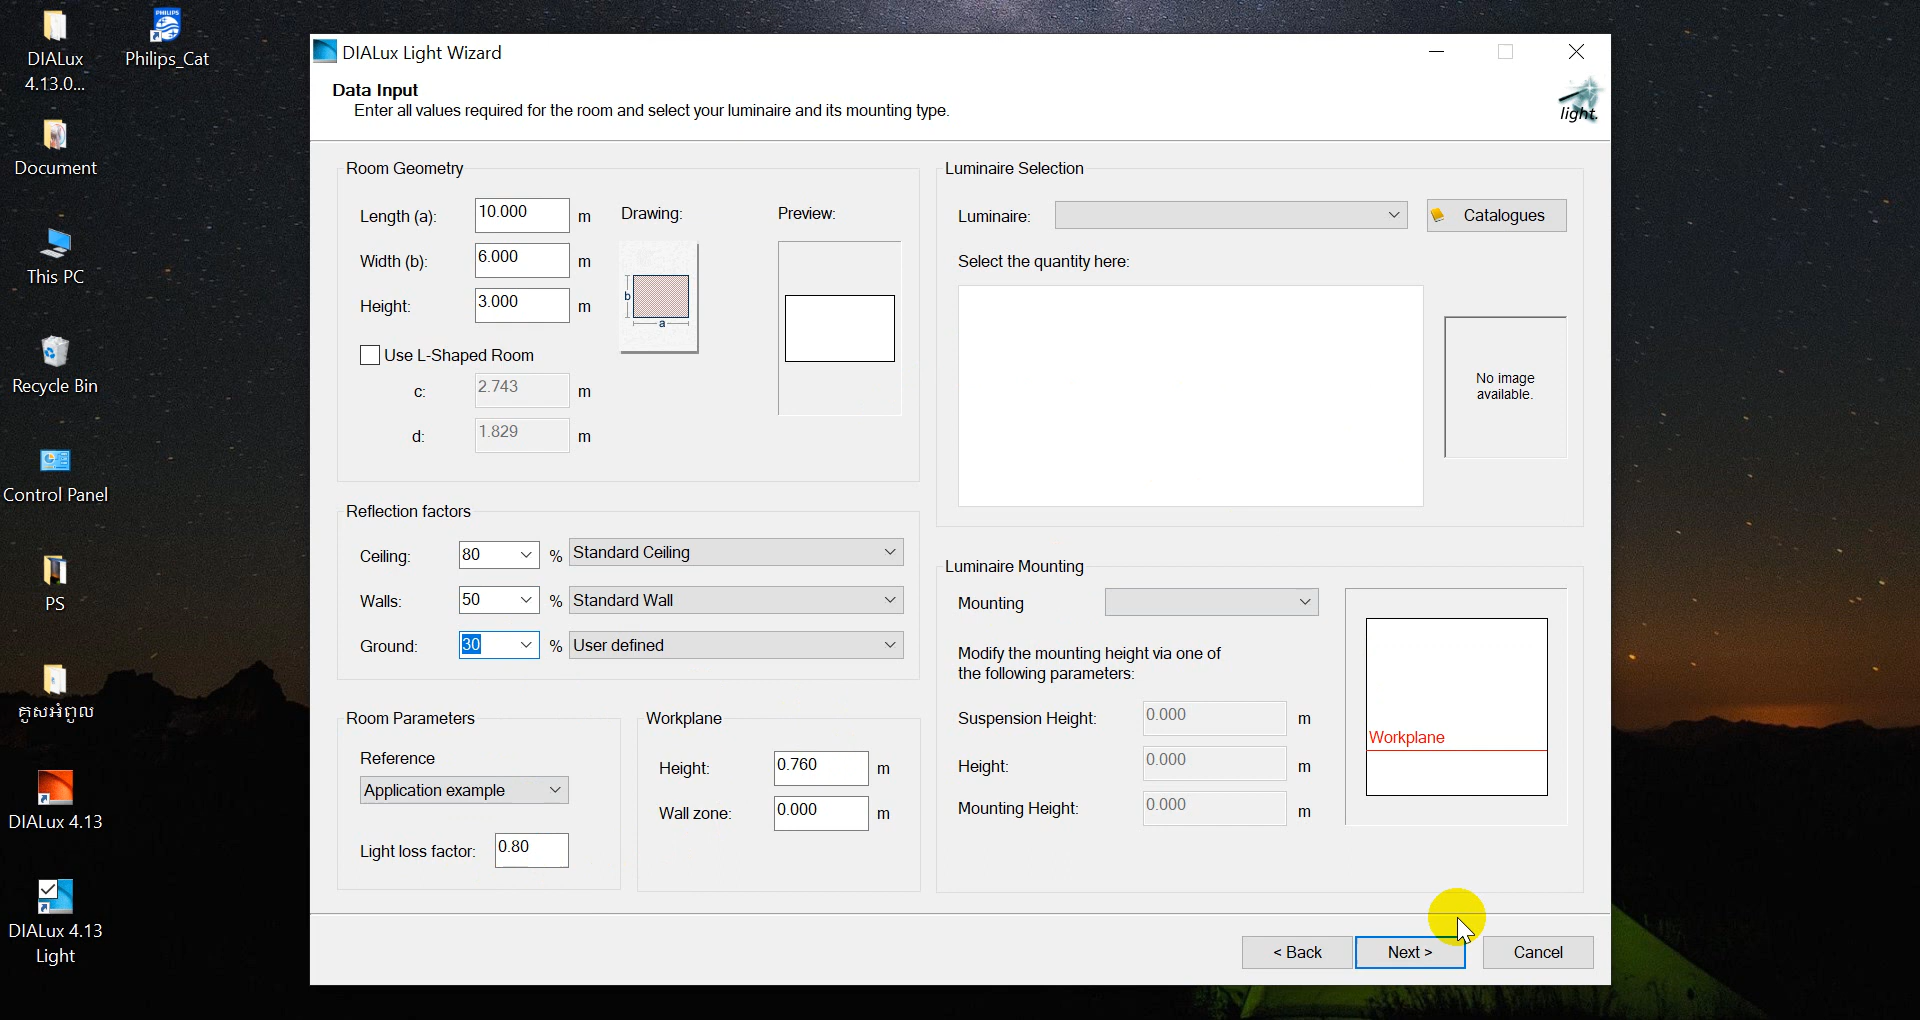 DIALux
4.13.0...
PHILIPS
Philips_Cat
Document
This PC
Recycle Bin
Control Panel
PS
គូសអំពូល
DIALux 4.13
DIALux 4.13
Light
DIALux Light Wizard
Data Input
Enter all values required for the room and select your luminaire and its mounting type.
light.
Room Geometry
Length (a): 10.000 m
Width (b): 6.000 m
Height: 3.000 m
Drawing:
b
a
Preview:
Use L-Shaped Room
c: 2.743 m
d: 1.829 m
Reflection factors
Ceiling: 80 % Standard Ceiling
Walls: 50 % Standard Wall
Ground: 30 % User defined
Room Parameters
Reference
Application example
Light loss factor: 0.80
Workplane
Height: 0.760 m
Wall zone: 0.000 m
Luminaire Selection
Luminaire:
Catalogues
Select the quantity here:
No image
available.
Luminaire Mounting
Mounting
Modify the mounting height via one of
the following parameters:
Suspension Height: 0.000 m
Height: 0.000 m
Mounting Height: 0.000 m
Workplane
< Back
Next >
Cancel